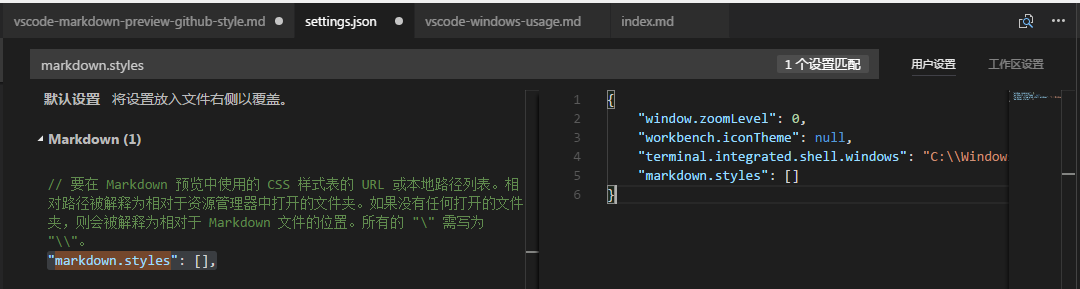 vscode-markdown-preview-github-style.md
settings.json
vscode-windows-usage.md
index.md
markdown.styles
1 个设置匹配
用户设置
工作区设置
默认设置 将设置放入文件右侧以覆盖。
Markdown (1)
// 要在 Markdown 预览中使用的 CSS 样式表的 URL 或本地路径列表。相
对路径被解释为相对于资源管理器中打开的文件夹。如果没有任何打开的文件
夹，则会被解释为相对于 Markdown 文件的位置。所有的 "\" 需写为
"\\"。
"markdown.styles": [],
1 {
2 "window.zoomLevel": 0,
3 "workbench.iconTheme": null,
4 "terminal.integrated.shell.windows": "C:\\Window
5 "markdown.styles": []
6 }